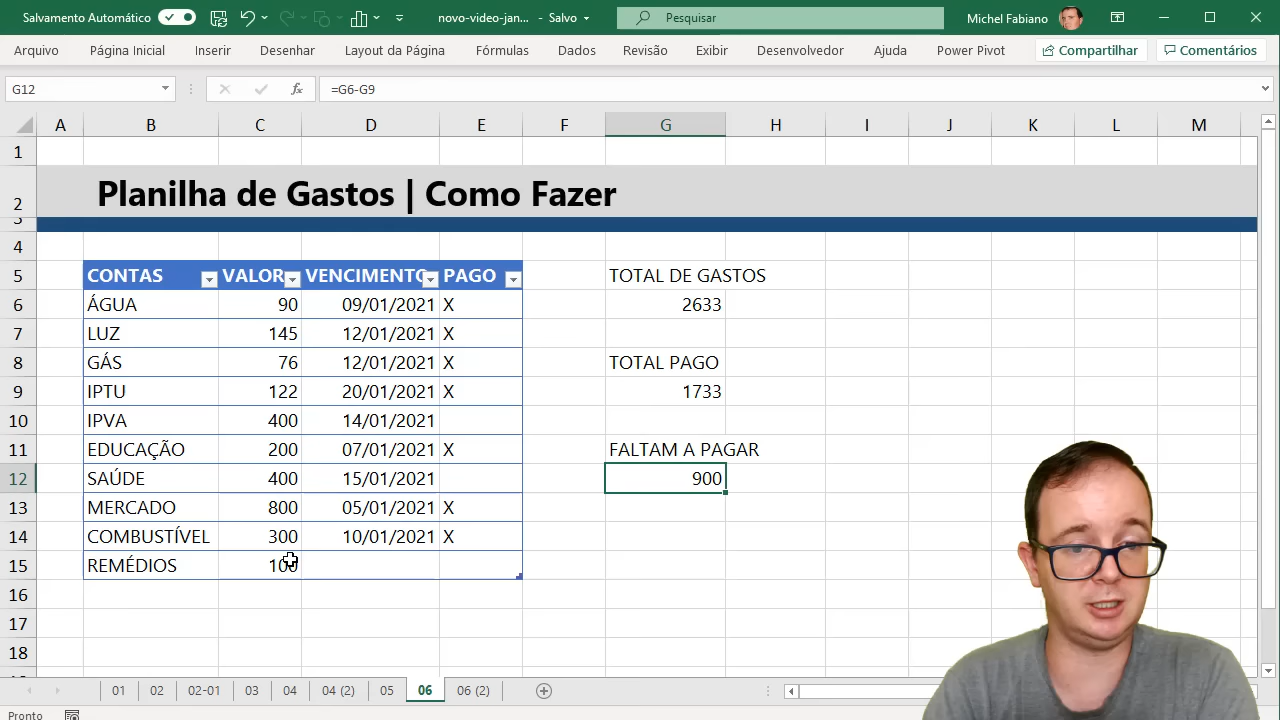 Salvamento Automático
novo-video-jan... - Salvo
Pesquisar
Michel Fabiano
Arquivo Página Inicial Inserir Desenhar Layout da Página Fórmulas Dados Revisão Exibir Desenvolvedor Ajuda Power Pivot Compartilhar Comentários
G12 fx =G6-G9
A B C D E F G H I J K L M
1
2 Planilha de Gastos | Como Fazer
3
4
5 CONTAS VALOR VENCIMENTO PAGO TOTAL DE GASTOS
6 ÁGUA 90 09/01/2021 X 2633
7 LUZ 145 12/01/2021 X
8 GÁS 76 12/01/2021 X TOTAL PAGO
9 IPTU 122 20/01/2021 X 1733
10 IPVA 400 14/01/2021
11 EDUCAÇÃO 200 07/01/2021 X FALTAM A PAGAR
12 SAÚDE 400 15/01/2021 900
13 MERCADO 800 05/01/2021 X
14 COMBUSTÍVEL 300 10/01/2021 X
15 REMÉDIOS 100
16
17
18
01 02 02-01 03 04 04 (2) 05 06 06 (2)
Pronto